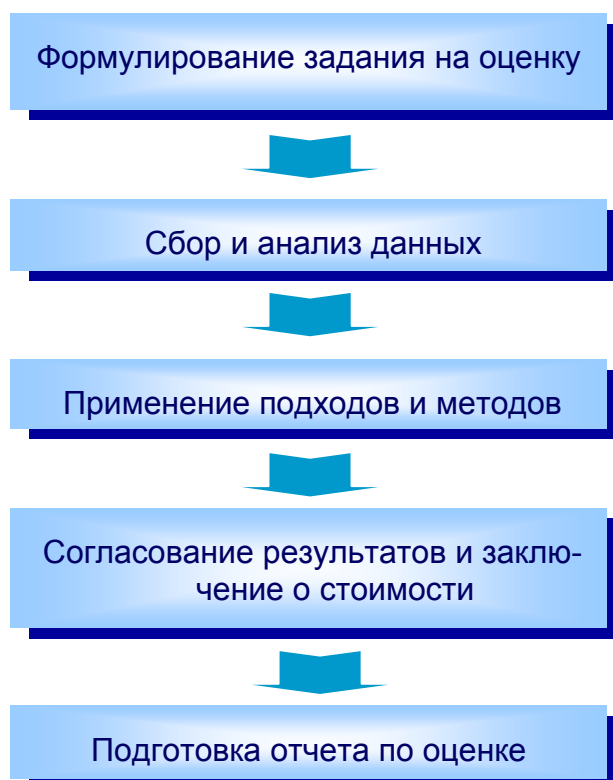 Формулирование задания на оценку
Сбор и анализ данных
Применение подходов и методов
Согласование результатов и заклю-
чение о стоимости
Подготовка отчета по оценке